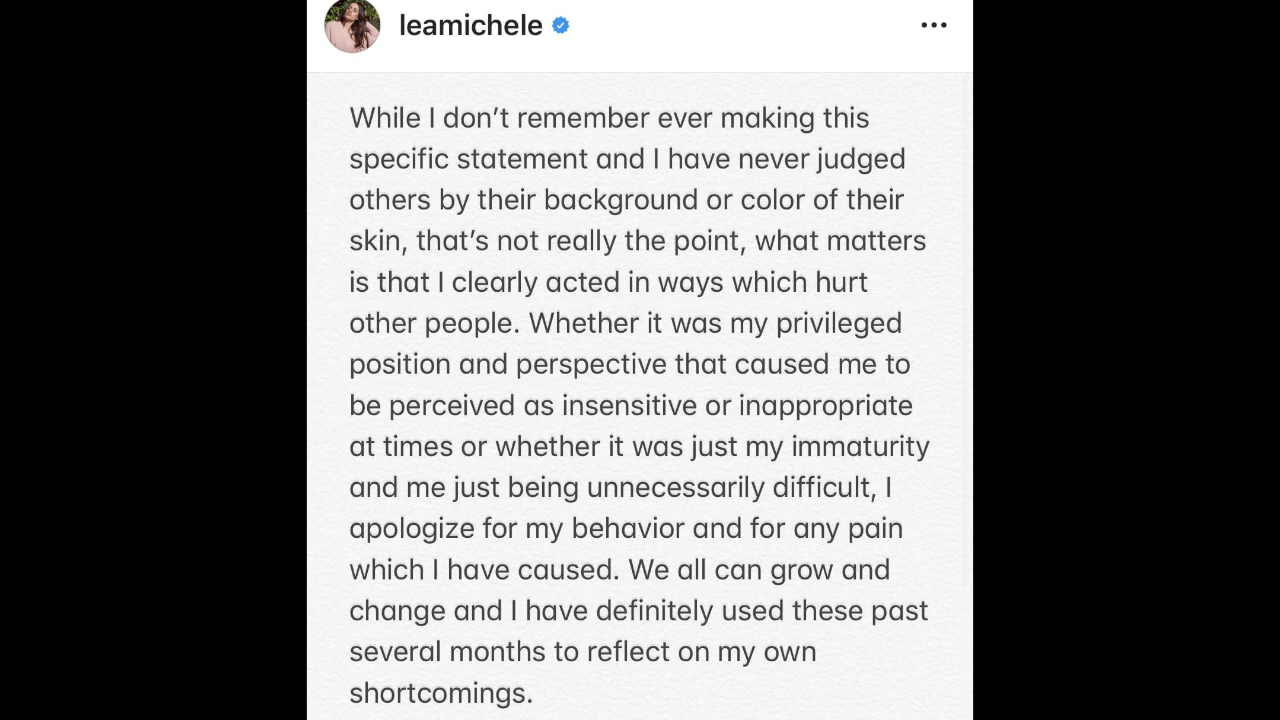 leamichele
While I don’t remember ever making this
specific statement and I have never judged
others by their background or color of their
skin, that’s not really the point, what matters
is that I clearly acted in ways which hurt
other people. Whether it was my privileged
position and perspective that caused me to
be perceived as insensitive or inappropriate
at times or whether it was just my immaturity
and me just being unnecessarily difficult, I
apologize for my behavior and for any pain
which I have caused. We all can grow and
change and I have definitely used these past
several months to reflect on my own
shortcomings.